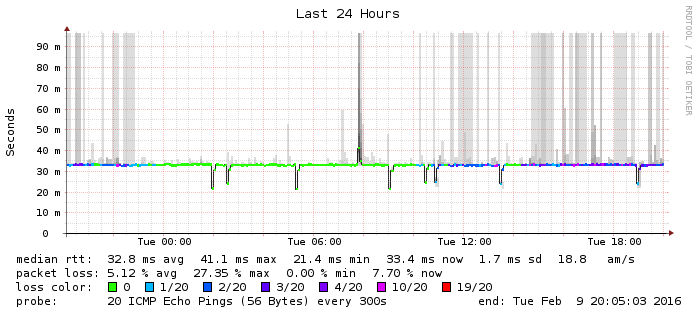 Last 24 Hours
RRDTOOL / TOBI OETIKER
Seconds
90 m
80 m
70 m
60 m
50 m
40 m
30 m
20 m
10 m
0
Tue 00:00 Tue 06:00 Tue 12:00 Tue 18:00
median rtt: 32.8 ms avg 41.1 ms max 21.4 ms min 33.4 ms now 1.7 ms sd 18.8 am/s
packet loss: 5.12 % avg 27.35 % max 0.00 % min 7.70 % now
loss color: 0 1/20 2/20 3/20 4/20 10/20 19/20
probe: 20 ICMP Echo Pings (56 Bytes) every 300s end: Tue Feb 9 20:05:03 2016